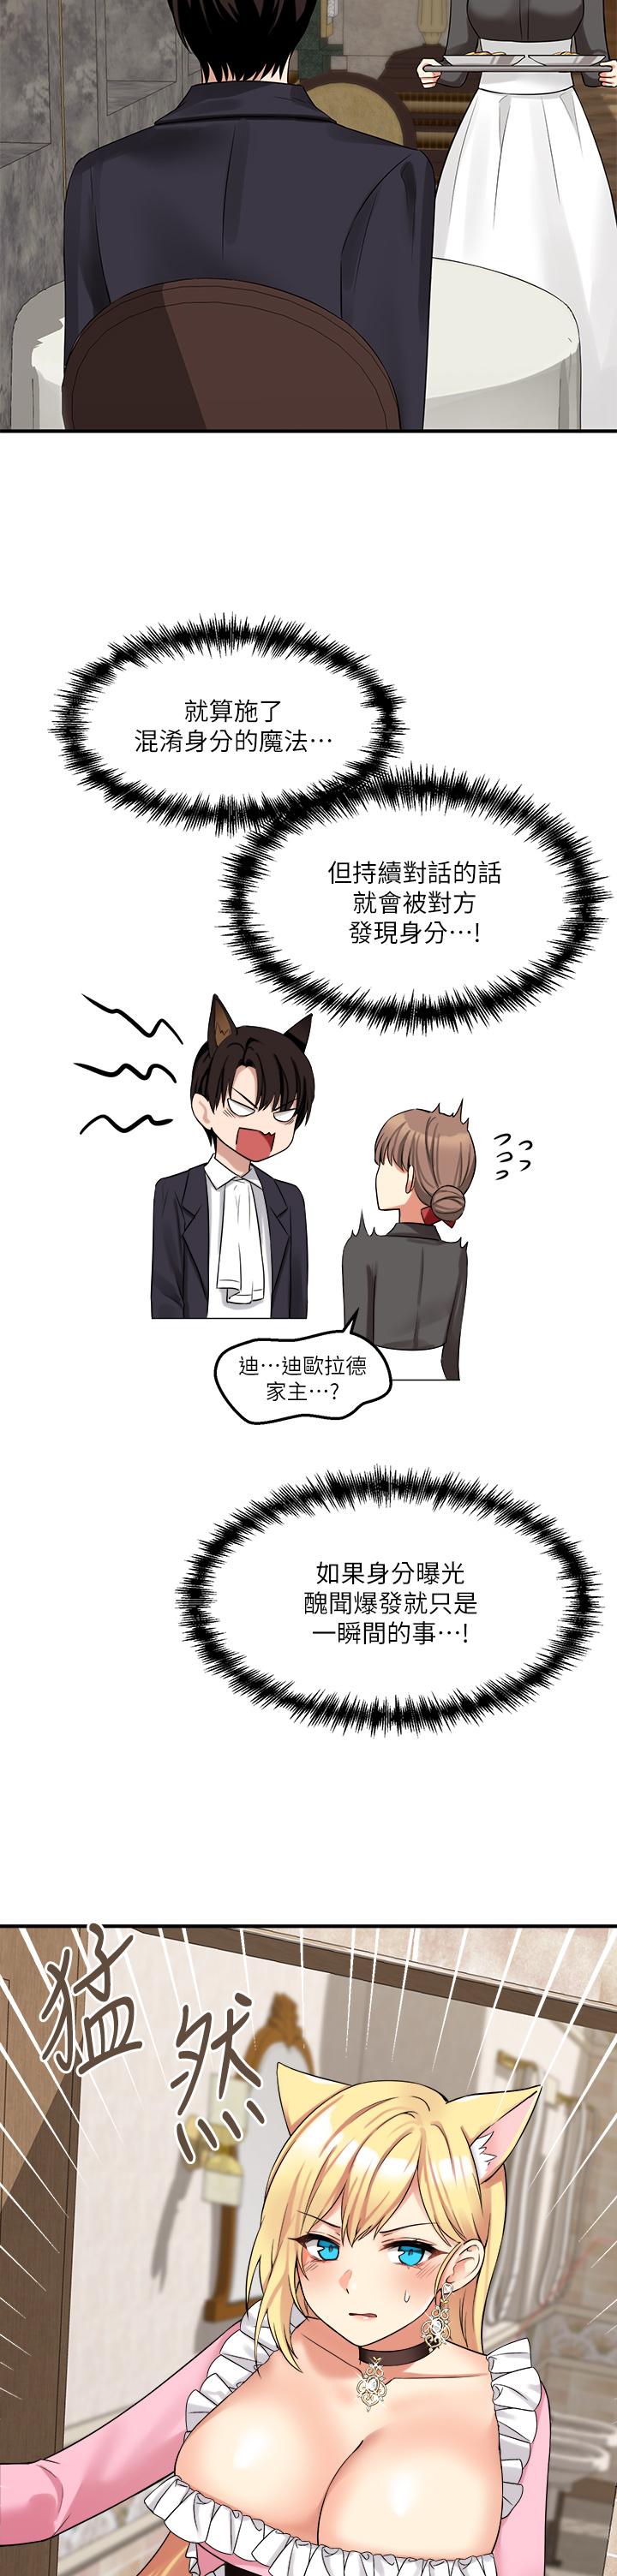 就算施了
混淆身分的魔法…
但持續對話的話
就會被對方
發現身分…!
迪…迪歐拉德
家主…?
如果身分曝光
醜聞爆發就只是
一瞬間的事…!
猛然